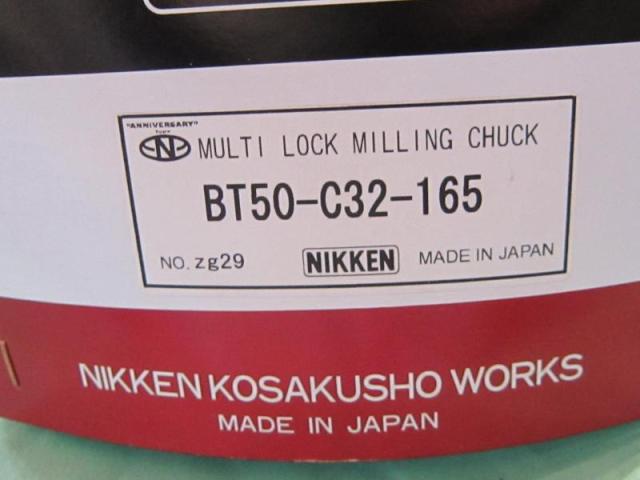 "ANNIVERSARY"
TYPE
N MULTI LOCK MILLING CHUCK
BT50-C32-165
NO. zg29 NIKKEN MADE IN JAPAN
NIKKEN KOSAKUSHO WORKS
MADE IN JAPAN